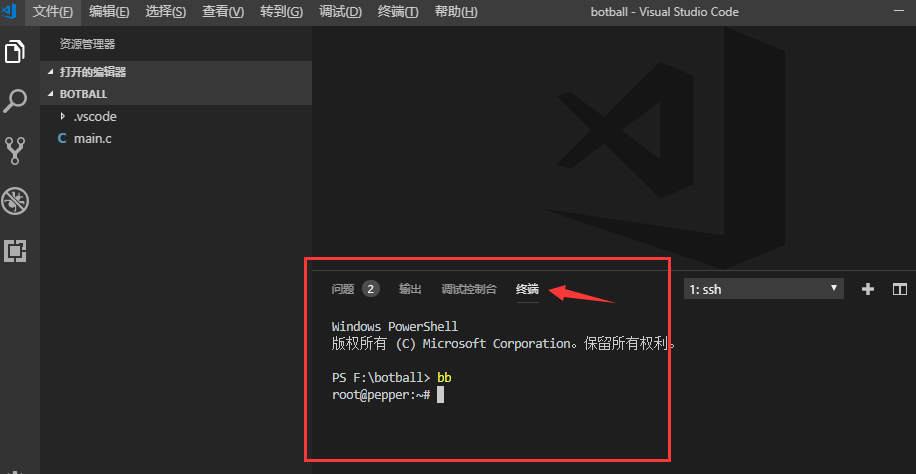 文件(F) 编辑(E) 选择(S) 查看(V) 转到(G) 调试(D) 终端(T) 帮助(H) botball - Visual Studio Code
资源管理器
打开的编辑器
BOTBALL
.vscode
C main.c
问题 2 输出 调试控制台 终端 1: ssh
Windows PowerShell
版权所有 (C) Microsoft Corporation。保留所有权利。
PS F:\botball> bb
root@pepper:~#